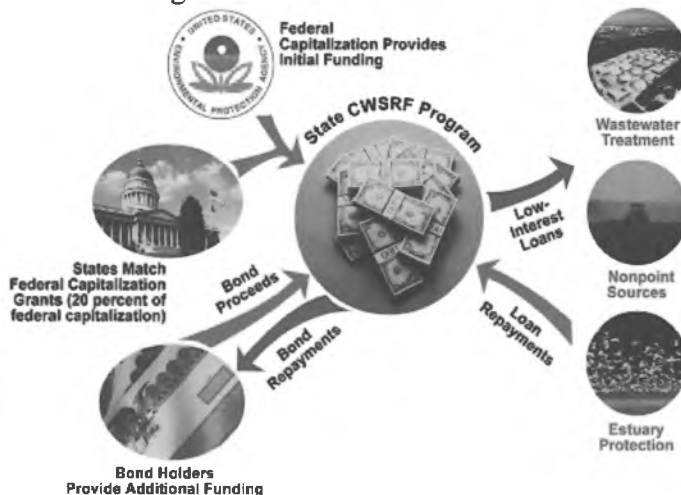 UNITED STATES
ENVIRONMENTAL PROTECTION AGENCY
Federal
Capitalization Provides
Initial Funding
State CWSRF Program
Wastewater
Treatment
Low-
Interest
Loans
States Match
Federal Capitalization
Grants (20 percent of
federal capitalization)
Bond
Proceeds
Nonpoint
Sources
Bond
Repayments
Loan
Repayments
Estuary
Protection
Bond Holders
Provide Additional Funding